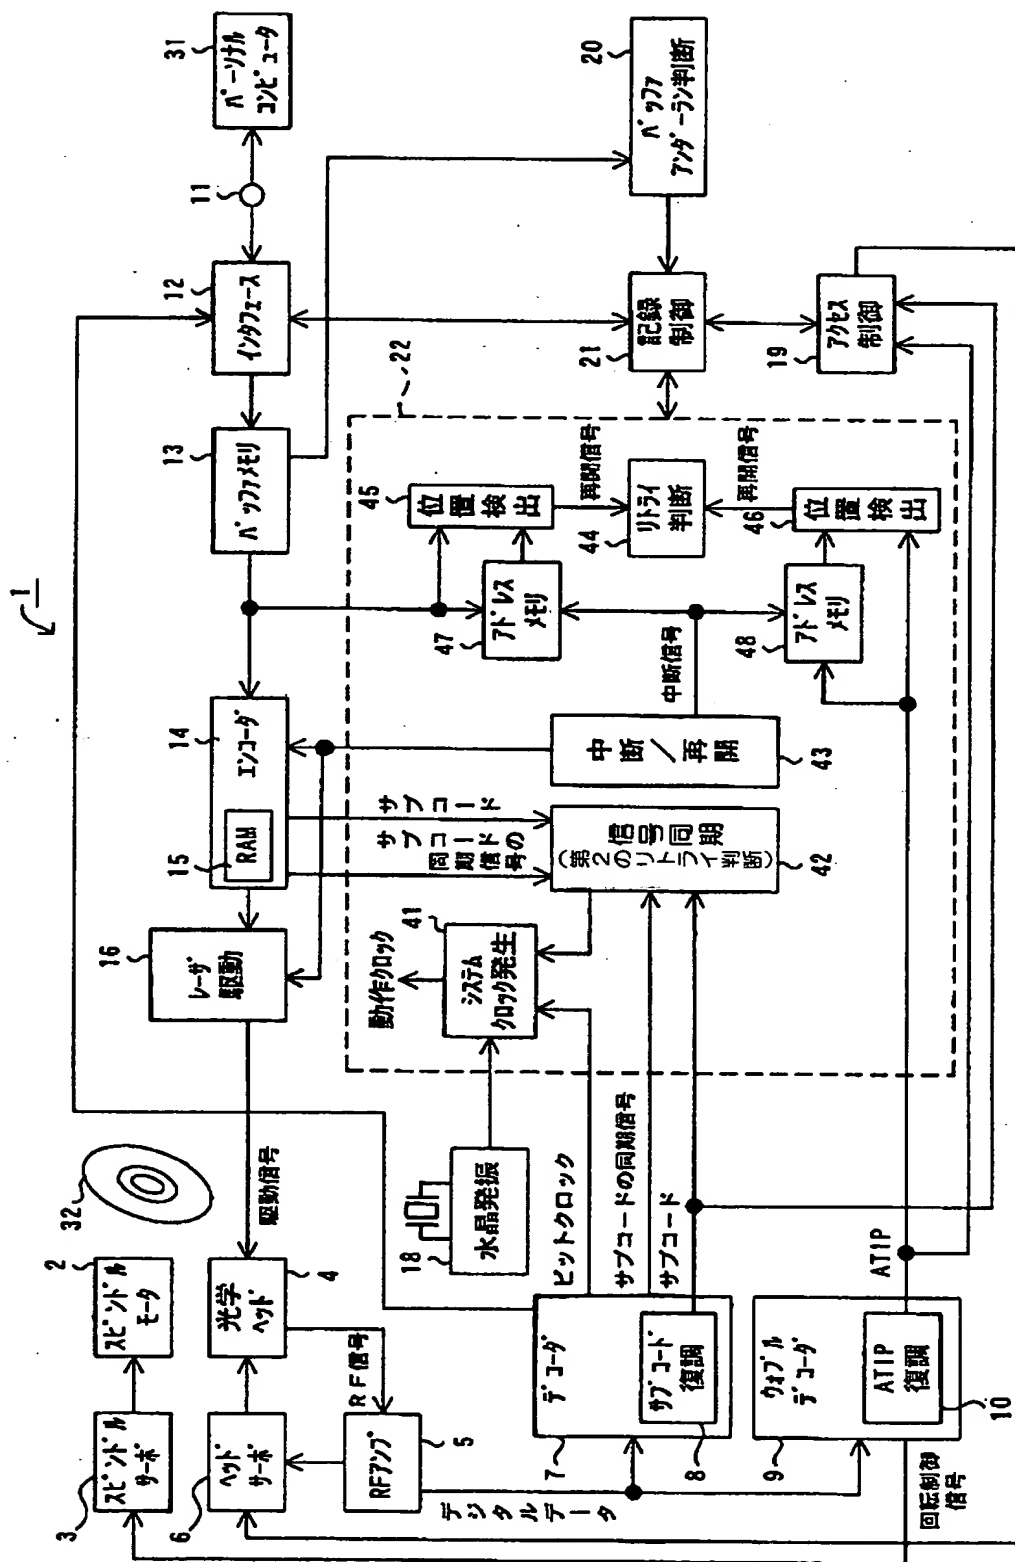 1
32
2
スピンドル
モータ
3
スピンドル
サーボ
4
光学
ヘッド
6
ヘッド
サーボ
RF信号
5
RFアンプ
駆動信号
16
レーザ
駆動
14
エンコーダ
15
RAM
13
バッファメモリ
12
インタフェース
11
31
パーソナル
コンピュータ
20
バッファ
アンダーラン判断
21
記録
制御
19
アクセス
制御
22
45
位置
検出
再開信号
44
リトライ
判断
再開信号
46
位置
検出
47
アドレス
メモリ
48
アドレス
メモリ
中断信号
43
中断/再開
サブコード
サブコードの
同期信号
42
信号同期
(第2のリトライ判断)
41
システム
クロック発生
動作クロック
18
水晶発振
ビットクロック
サブコードの同期信号
サブコード
7
デコーダ
8
サブコード
復調
デジタルデータ
9
ウォブル
デコーダ
10
ATIP
復調
ATIP
回転制御
信号